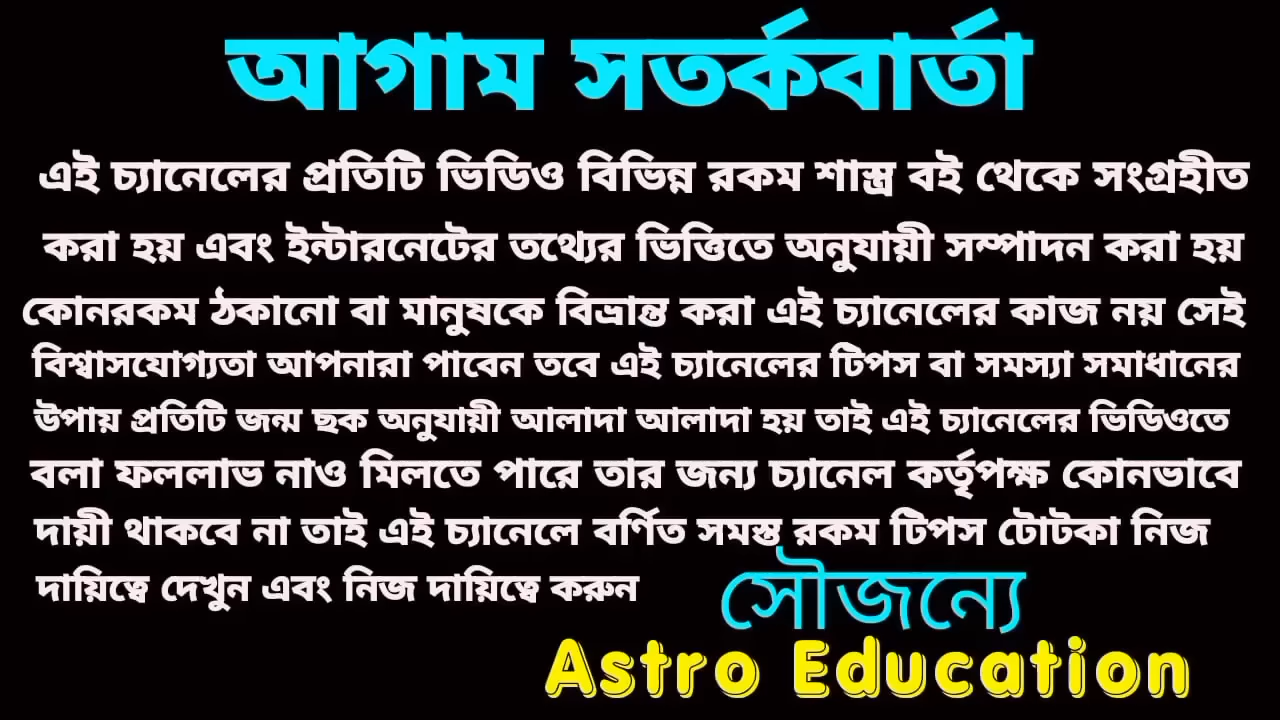 আগাম সতর্কবার্তা
এই চ্যানেলের প্রতিটি ভিডিও বিভিন্ন রকম শাস্ত্র বই থেকে সংগ্রহীত
করা হয় এবং ইন্টারনেটের তথ্যের ভিত্তিতে অনুযায়ী সম্পাদন করা হয়
কোনরকম ঠকানো বা মানুষকে বিভ্রান্ত করা এই চ্যানেলের কাজ নয় সেই
বিশ্বাসযোগ্যতা আপনারা পাবেন তবে এই চ্যানেলের টিপস বা সমস্যা সমাধানের
উপায় প্রতিটি জন্ম ছক অনুযায়ী আলাদা আলাদা হয় তাই এই চ্যানেলের ভিডিওতে
বলা ফললাভ নাও মিলতে পারে তার জন্য চ্যানেল কর্তৃপক্ষ কোনভাবে
দায়ী থাকবে না তাই এই চ্যানেলে বর্ণিত সমস্ত রকম টিপস টোটকা নিজ
দায়িত্বে দেখুন এবং নিজ দায়িত্বে করুন
সৌজন্যে
Astro Education